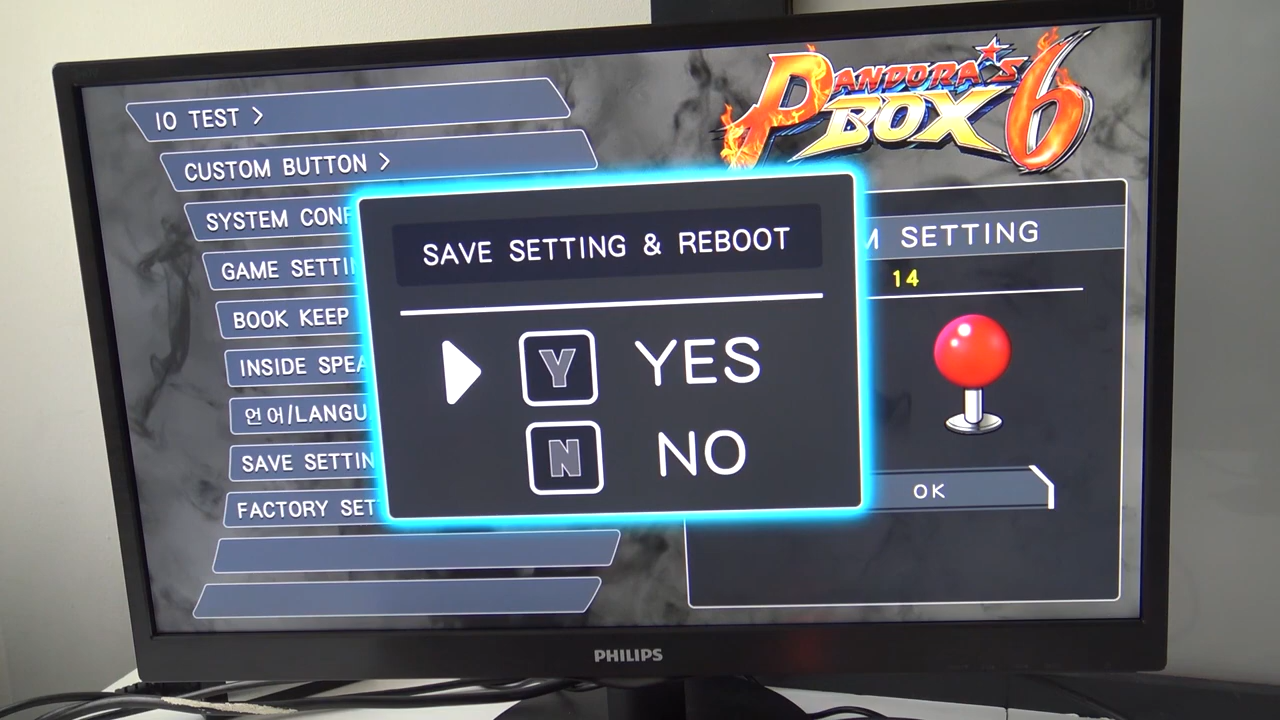 PANDORA'S
BOX 6
IO TEST >
CUSTOM BUTTON >
SYSTEM CONF
GAME SETTI
BOOK KEEP
INSIDE SPEA
언어/LANGU
SAVE SETTIN
FACTORY SET
SAVE SETTING & REBOOT
Y YES
N NO
M SETTING
14
OK
PHILIPS